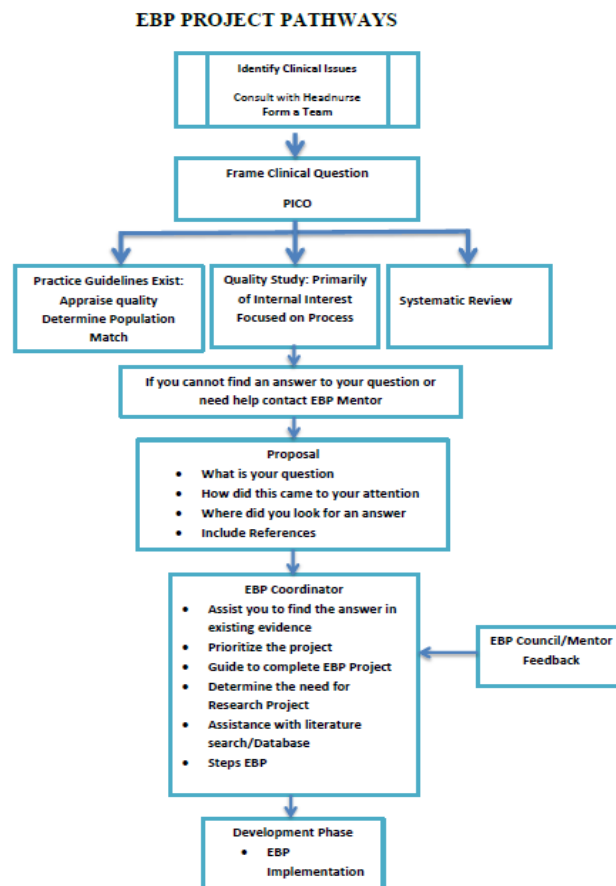 EBP PROJECT PATHWAYS
Identify Clinical Issues
Consult with Headnurse
Form a Team
Frame Clinical Question
PICO
Practice Guidelines Exist:
Appraise quality
Determine Population
Match
Quality Study: Primarily
of Internal Interest
Focused on Process
Systematic Review
If you cannot find an answer to your question or
need help contact EBP Mentor
Proposal
• What is your question
• How did this came to your attention
• Where did you look for an answer
• Include References
EBP Coordinator
• Assist you to find the answer in
existing evidence
• Prioritize the project
• Guide to complete EBP Project
• Determine the need for
Research Project
• Assistance with literature
search/Database
• Steps EBP
EBP Council/Mentor
Feedback
Development Phase
• EBP
Implementation